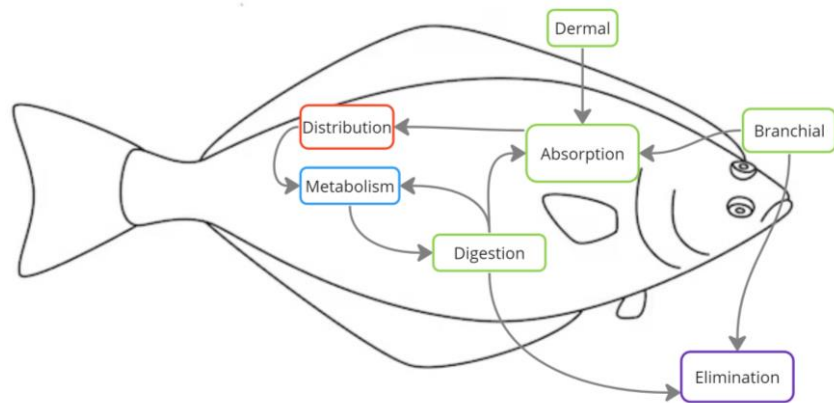 Dermal
Distribution
Absorption
Branchial
Metabolism
Digestion
Elimination